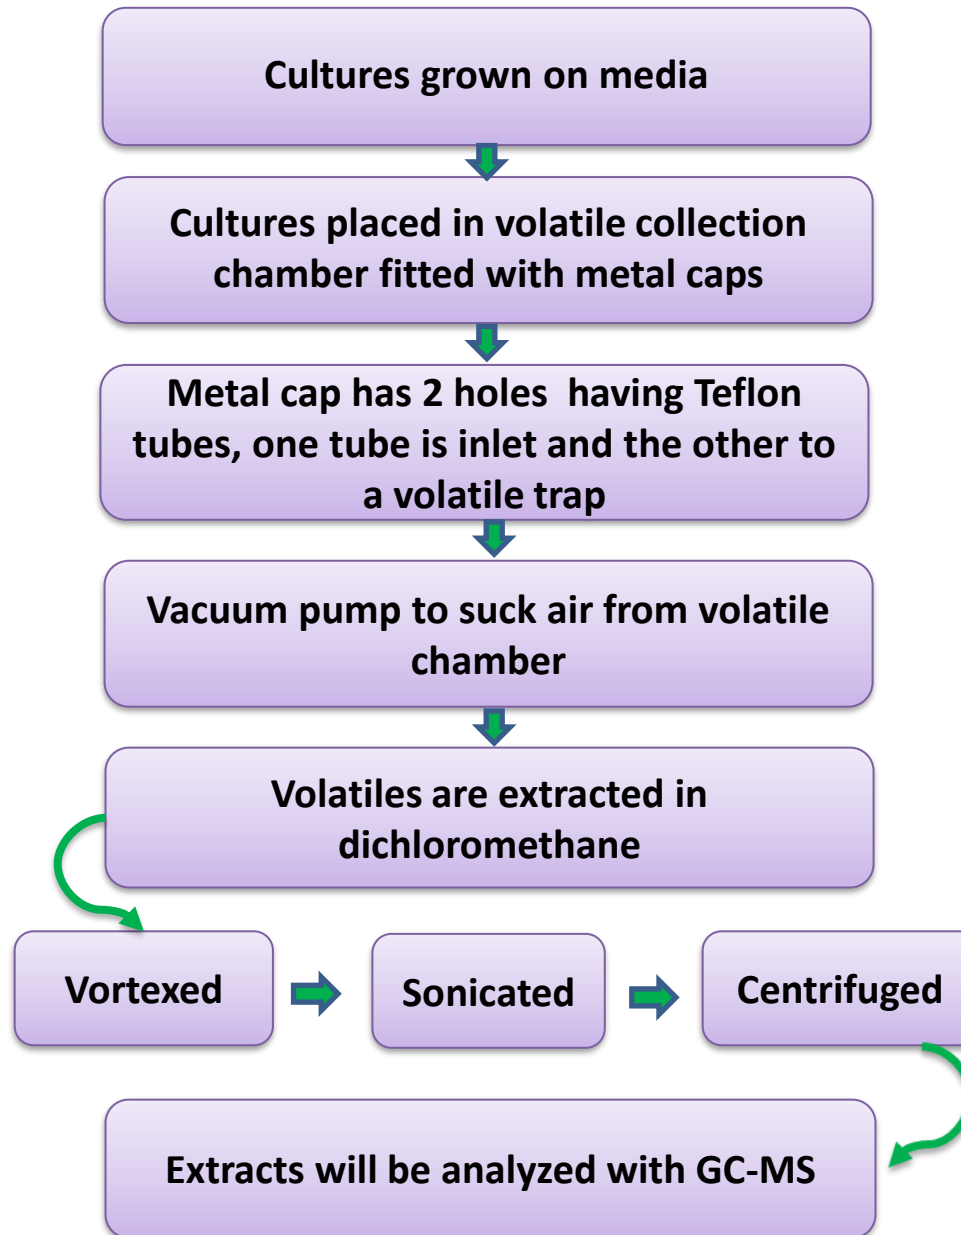 Cultures grown on media
Cultures placed in volatile collection
chamber fitted with metal caps
Metal cap has 2 holes  having Teflon
tubes, one tube is inlet and the other to
a volatile trap
Vacuum pump to suck air from volatile
chamber
Volatiles are extracted in
dichloromethane
Vortexed
Sonicated
Centrifuged
Extracts will be analyzed with GC-MS